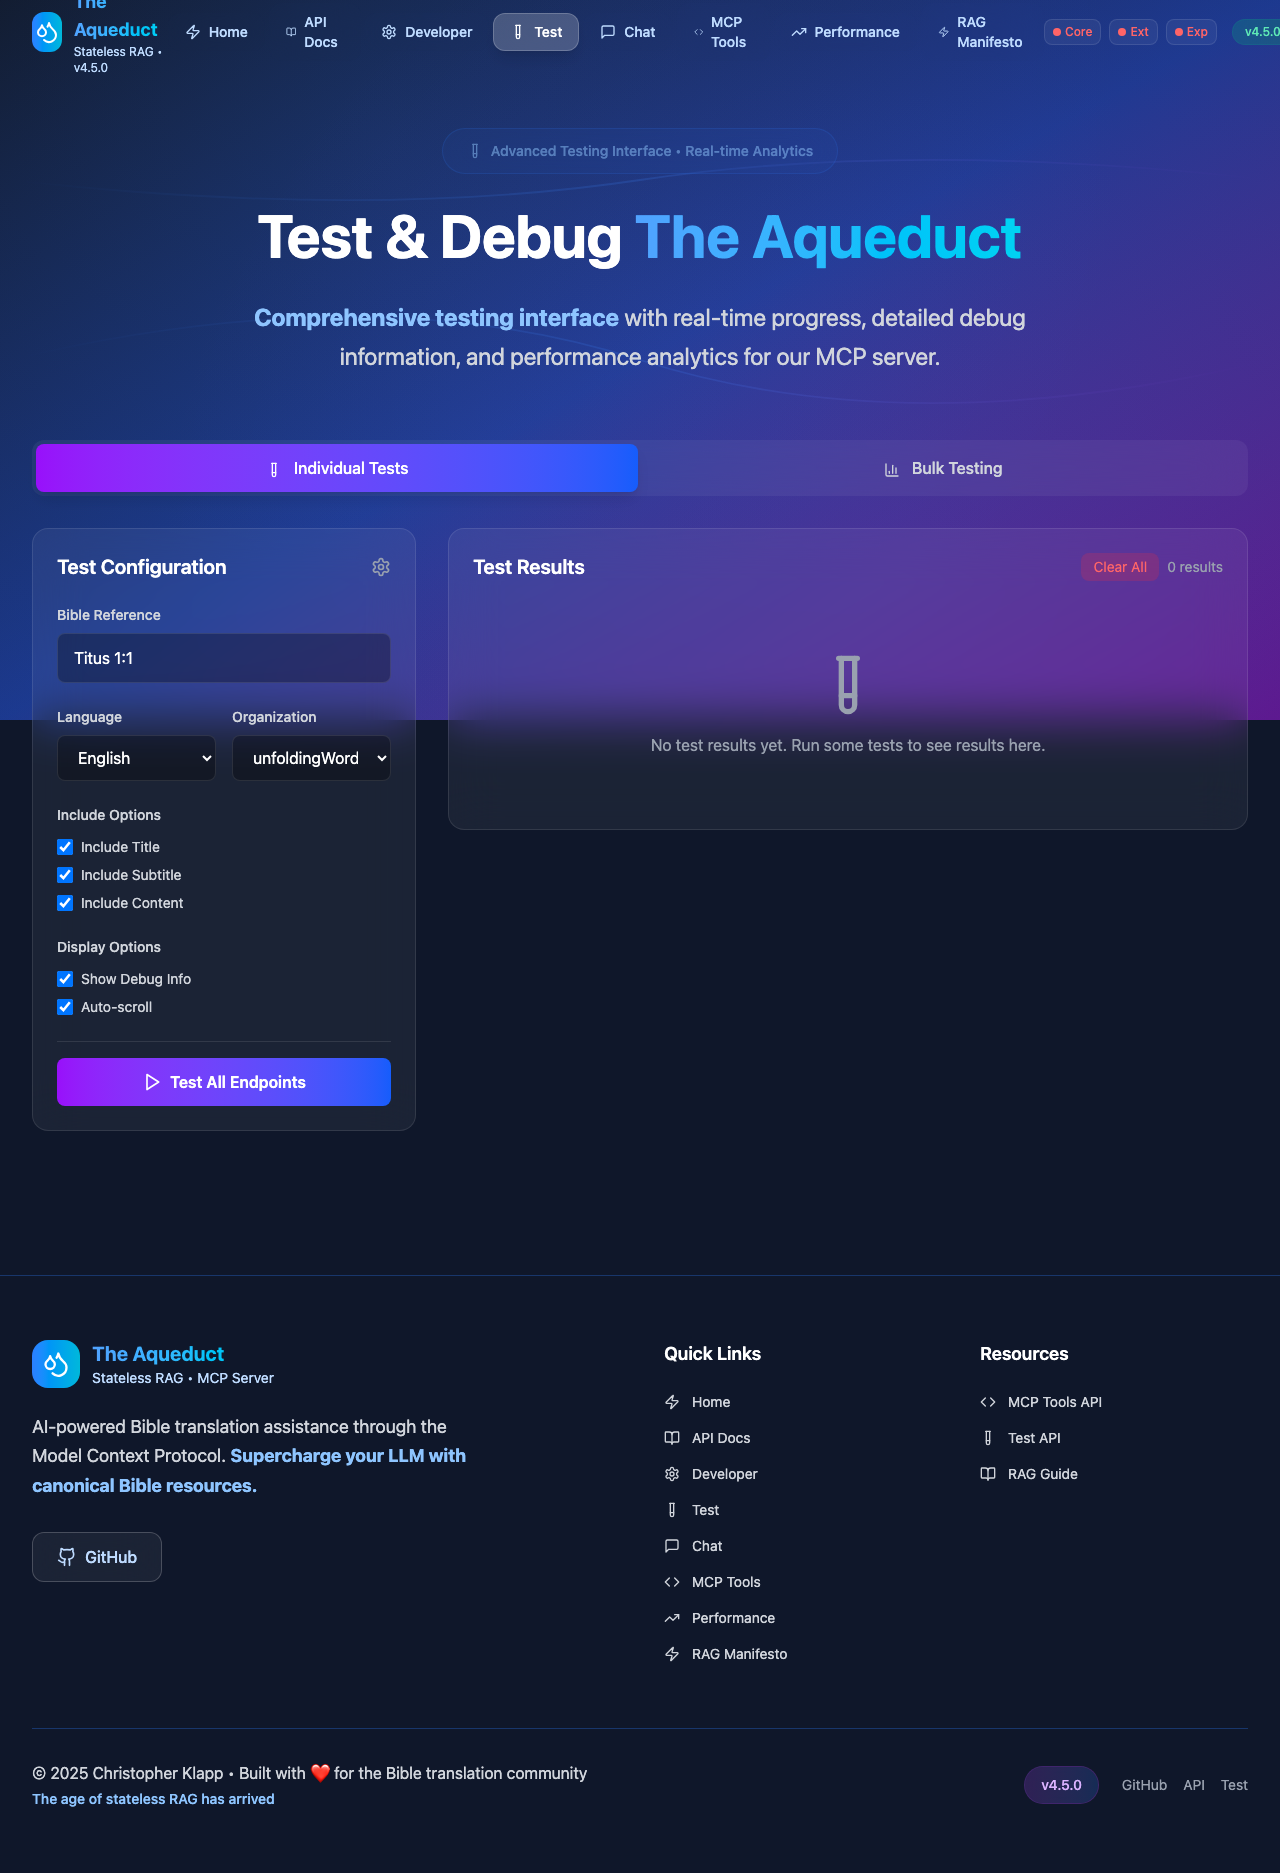 The
Aqueduct
Stateless RAG •
v4.5.0
Home
API
Docs
Developer
Test
Chat
MCP
Tools
Performance
RAG
Manifesto
Core
Ext
Exp
v4.5.0
Advanced Testing Interface • Real-time Analytics
Test & Debug The Aqueduct
Comprehensive testing interface with real-time progress, detailed debug
information, and performance analytics for our MCP server.
Individual Tests
Bulk Testing
Test Configuration
Bible Reference
Titus 1:1
Language
Organization
English
unfoldingWord
Include Options
Include Title
Include Subtitle
Include Content
Display Options
Show Debug Info
Auto-scroll
Test All Endpoints
Test Results
Clear All
0 results
No test results yet. Run some tests to see results here.
The Aqueduct
Stateless RAG • MCP Server
AI-powered Bible translation assistance through the
Model Context Protocol. Supercharge your LLM with
canonical Bible resources.
GitHub
Quick Links
Home
API Docs
Developer
Test
Chat
MCP Tools
Performance
RAG Manifesto
Resources
MCP Tools API
Test API
RAG Guide
© 2025 Christopher Klapp • Built with ❤️ for the Bible translation community
The age of stateless RAG has arrived
v4.5.0
GitHub
API
Test